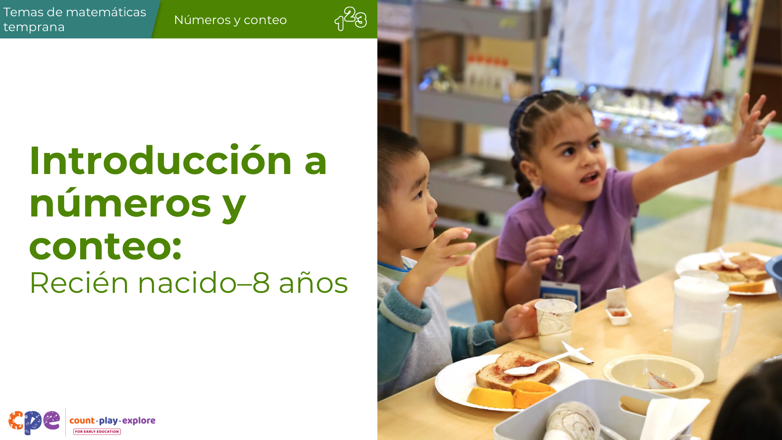 Temas de matemáticas
temprana
Números y conteo
123
Introducción a
números y
conteo:
Recién nacido–8 años
cpe
count·play·explore
FOR EARLY EDUCATION